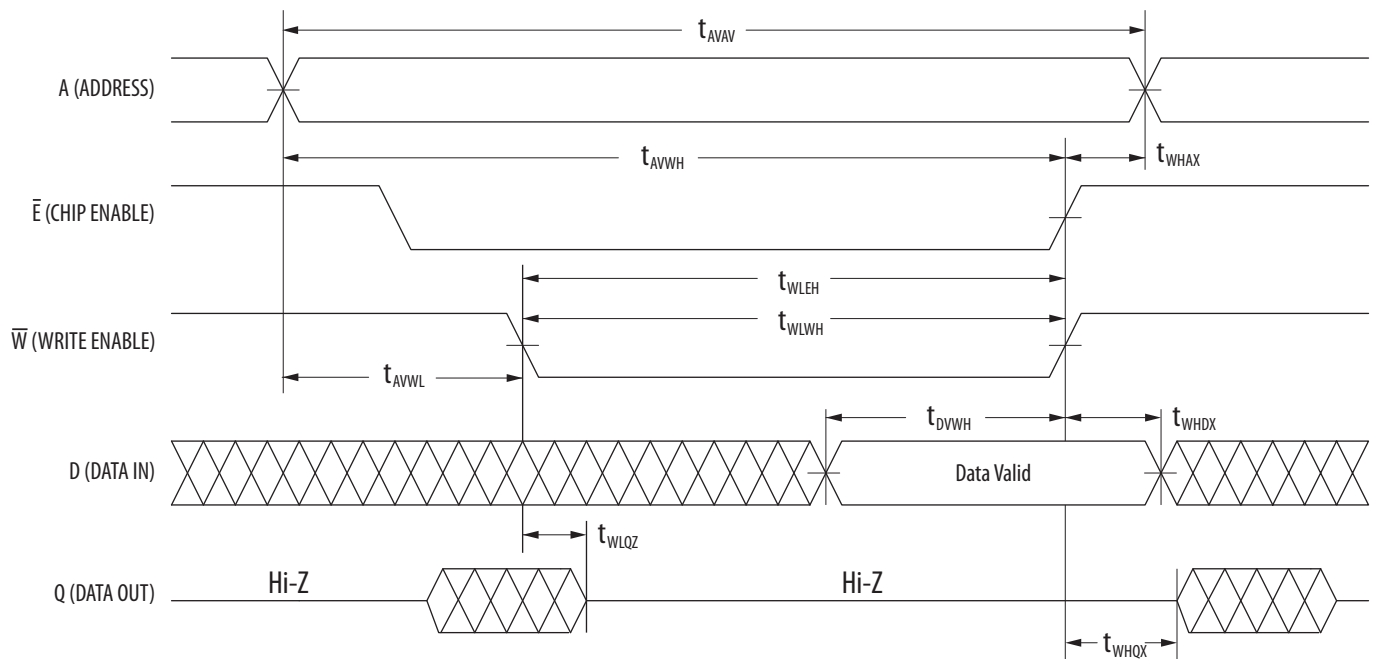 tAVAV
A (ADDRESS)
tAVWH
tWHAX
E̅ (CHIP ENABLE)
tWLEH
tWLWH
W̅ (WRITE ENABLE)
tAVWL
tDVWH
tWHDX
D (DATA IN)
Data Valid
tWLQZ
Hi-Z
Hi-Z
Q (DATA OUT)
tWHQX